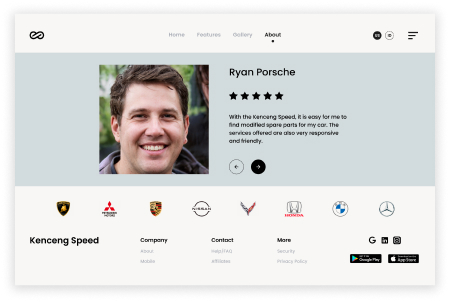 Home Features Gallery About
EN ID
Ryan Porsche
With the Kenceng Speed, it is easy for me to
find modified spare parts for my car. The
services offered are also very responsive
and friendly.
MITSUBISHI
MOTORS
NISSAN
HONDA
Kenceng Speed
Company Contact More
About Help/FAQ Security
Mobile Affiliates Privacy Policy
Google Play
App Store